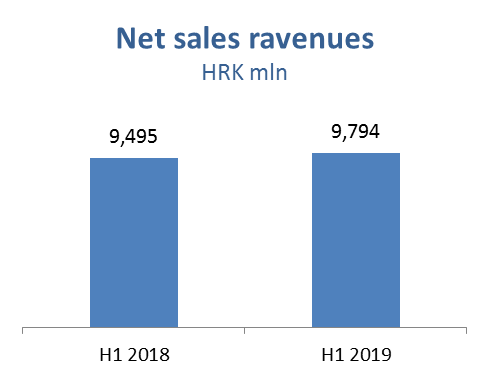 Net sales ravenues
HRK mln
9,495
9,794
H1 2018
H1 2019